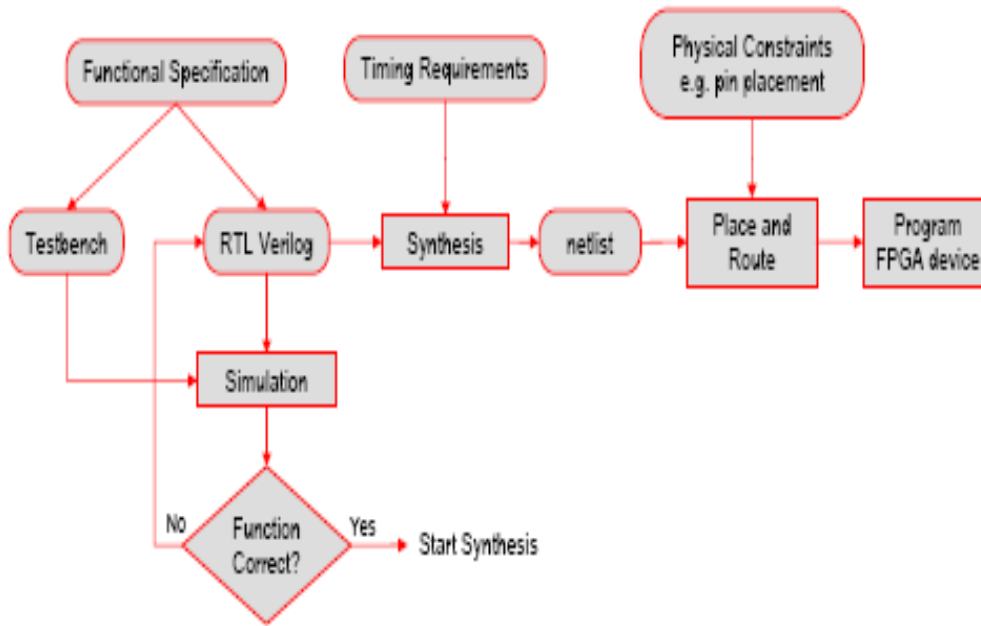 Functional Specification
Timing Requirements
Physical Constraints
e.g. pin placement
Testbench
RTL Verilog
Synthesis
netlist
Place and
Route
Program
FPGA device
Simulation
No
Function
Correct?
Yes
Start Synthesis